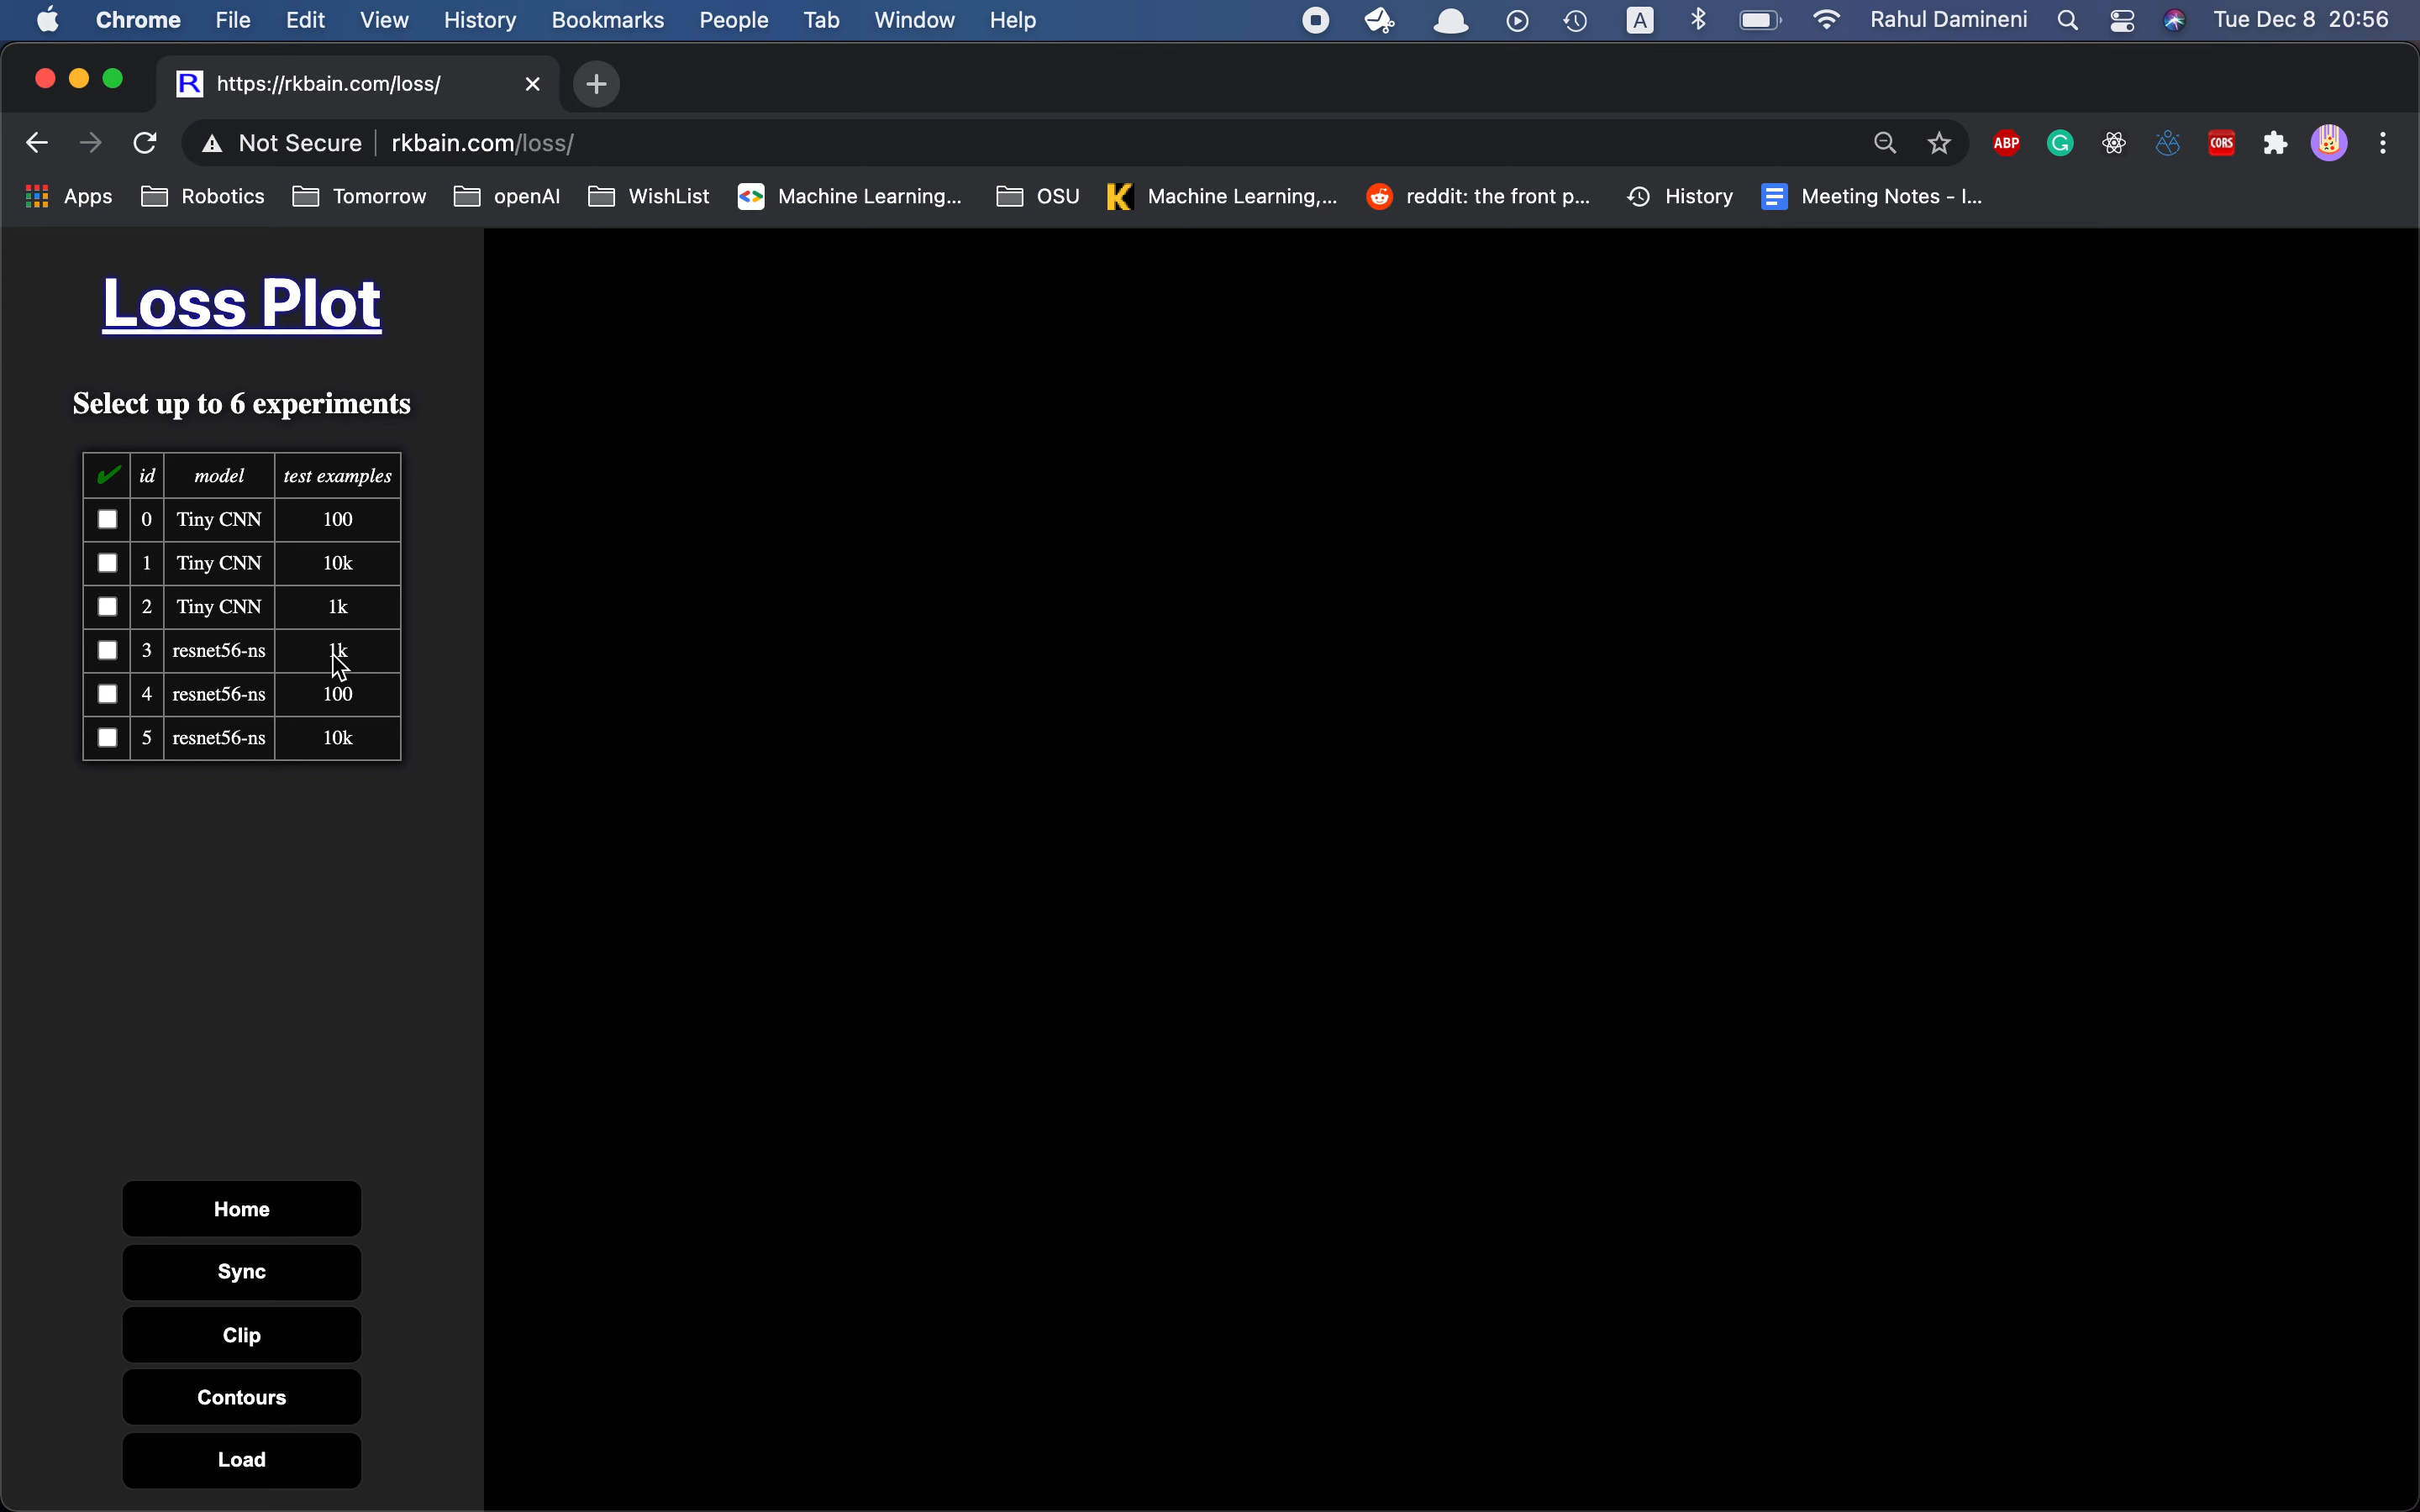 Chrome File Edit View History Bookmarks People Tab Window Help A Rahul Damineni Tue Dec 8 20:56
R https://rkbain.com/loss/
Not Secure rkbain.com/loss/ ABP G CORS
Apps Robotics Tomorrow openAI WishList Machine Learning... OSU K Machine Learning,... reddit: the front p... History Meeting Notes - I...
Loss Plot
Select up to 6 experiments
✔ id model test examples
0 Tiny CNN 100
1 Tiny CNN 10k
2 Tiny CNN 1k
3 resnet56-ns 1k
4 resnet56-ns 100
5 resnet56-ns 10k
Home
Sync
Clip
Contours
Load